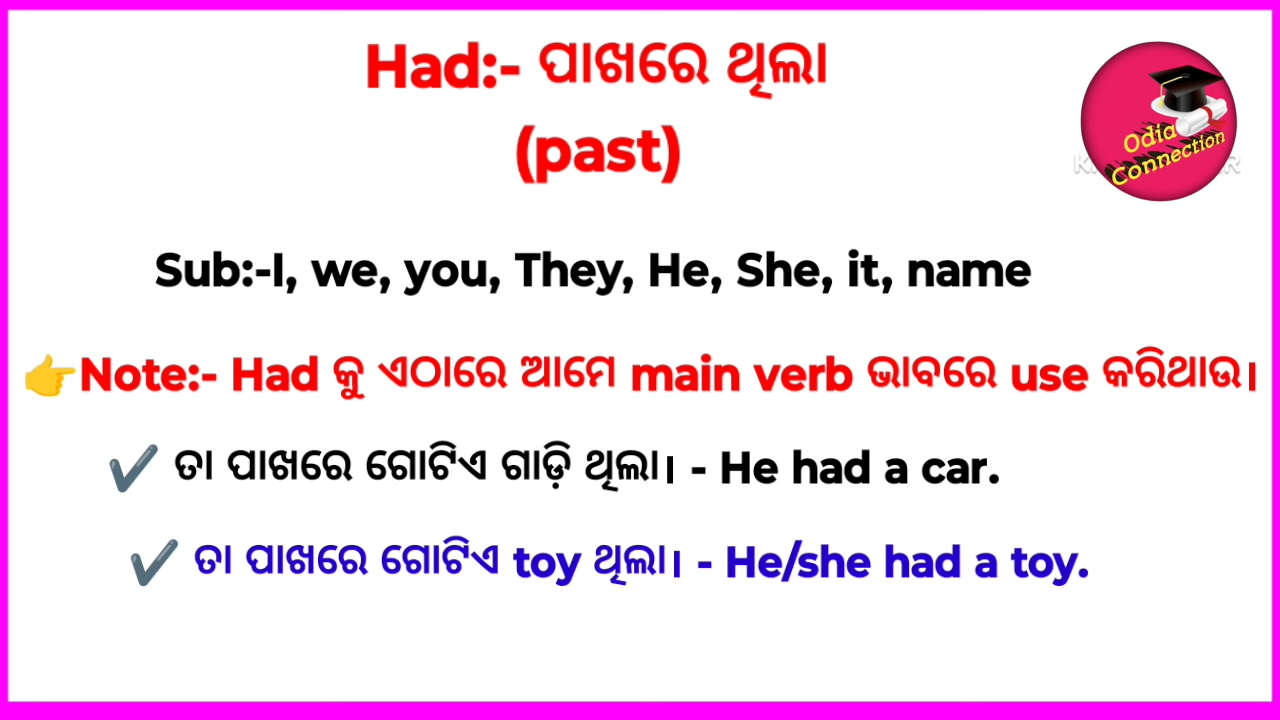 Had:- ପାଖରେ ଥିଲା
(past)
Odia
Connection
Sub:-I, we, you, They, He, She, it, name
👉Note:- Had କୁ ଏଠାରେ ଆମେ main verb ଭାବରେ use କରିଥାଉ।
✔ ତା ପାଖରେ ଗୋଟିଏ ଗାଡ଼ି ଥିଲା। - He had a car.
✔ ତା ପାଖରେ ଗୋଟିଏ toy ଥିଲା। - He/she had a toy.